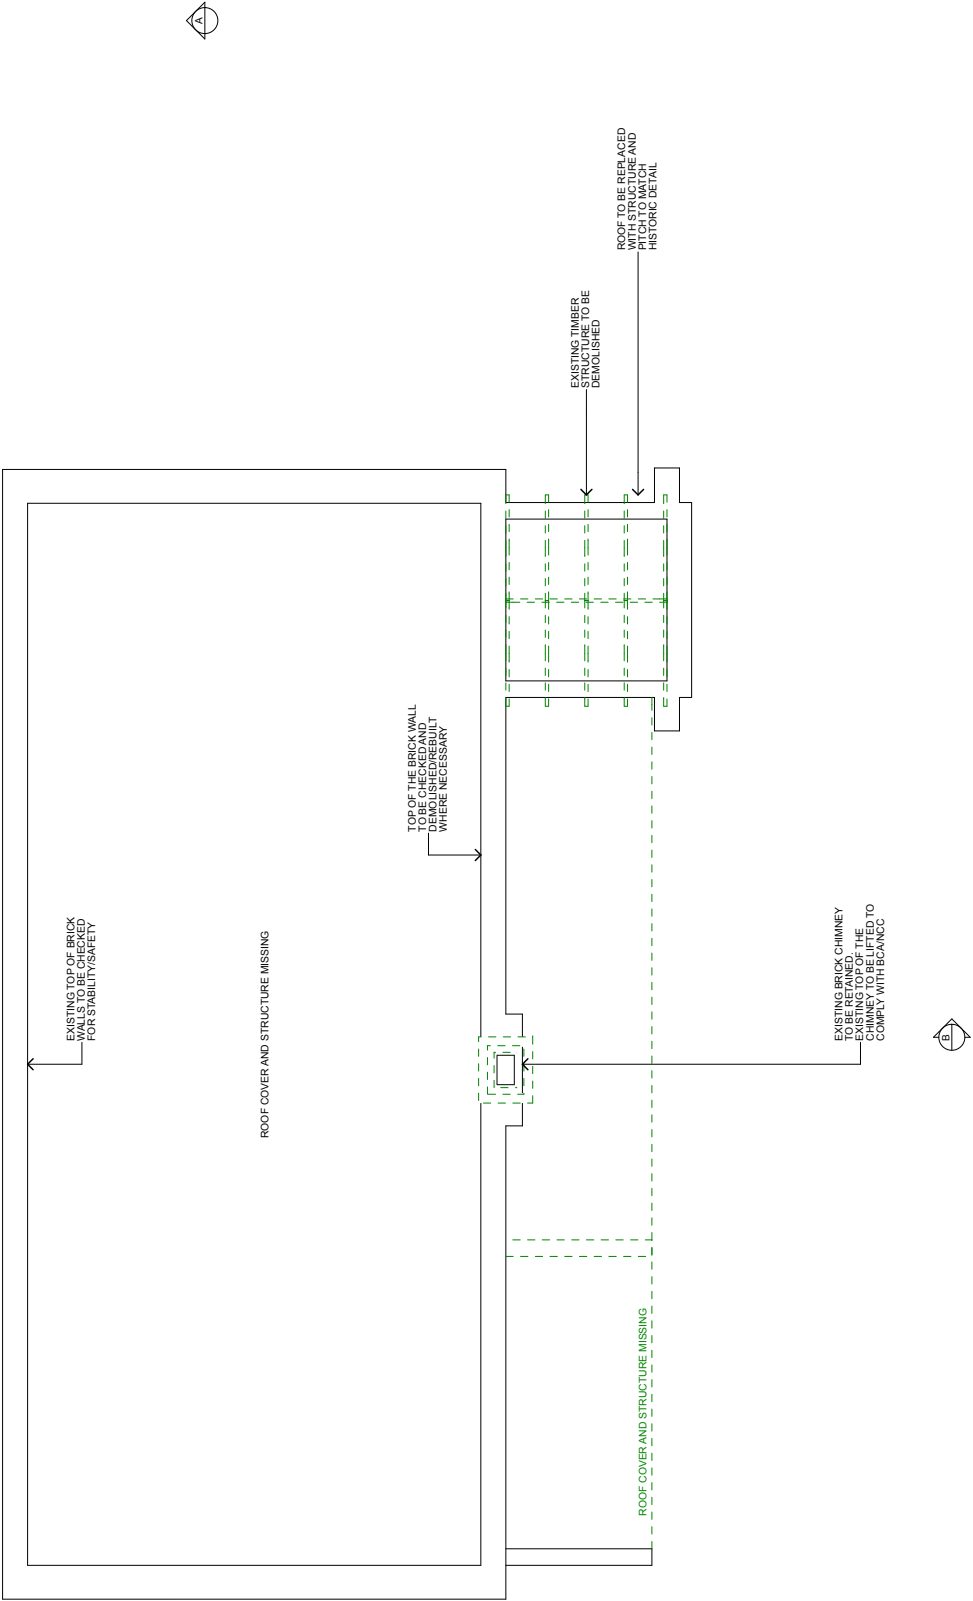 A
ROOF TO BE REPLACED
WITH STRUCTURE AND
PITCH TO MATCH
HISTORIC DETAIL
EXISTING TIMBER
STRUCTURE TO BE
DEMOLISHED
TOP OF THE BRICK WALL
TO BE CHECKED AND
DEMOLISHED/REBUILT
WHERE NECESSARY
EXISTING TOP OF BRICK
WALLS TO BE CHECKED
FOR STABILITY/SAFETY
ROOF COVER AND STRUCTURE MISSING
EXISTING BRICK CHIMNEY
TO BE RETAINED.
EXISTING TOP OF THE
CHIMNEY TO BE LIFTED TO
COMPLY WITH BCA/NCC
B
ROOF COVER AND STRUCTURE MISSING